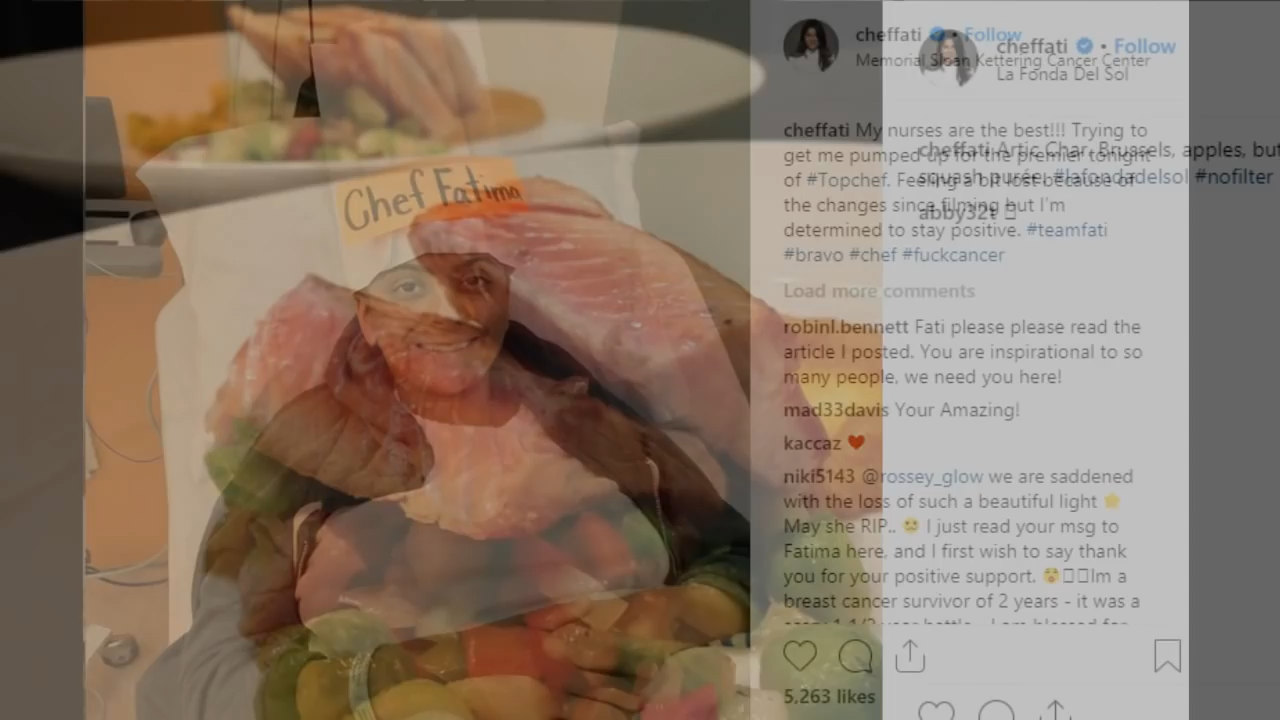 Chef Fatima
cheffati • Follow
Memorial Sloan Kettering Cancer Center
cheffati • Follow
La Fonda Del Sol
cheffati My nurses are the best!!! Trying to
get me pumped up for the premier tonight
of #Topchef. Feeling a bit lost because of
the changes since filming but I'm
determined to stay positive. #teamfati
#bravo #chef #fuckcancer
cheffati Artic Char, Brussels, apples, but
squash purée. #lafondadelsol #nofilter
abby32t
Load more comments
robinl.bennett Fati please please read the
article I posted. You are inspirational to so
many people, we need you here!
mad33davis Your Amazing!
kaccaz ❤
niki5143 @rossey_glow we are saddened
with the loss of such a beautiful light
May she RIP.. I just read your msg to
Fatima here, and I first wish to say thank
you for your positive support. Im a
breast cancer survivor of 2 years - it was a
5,263 likes